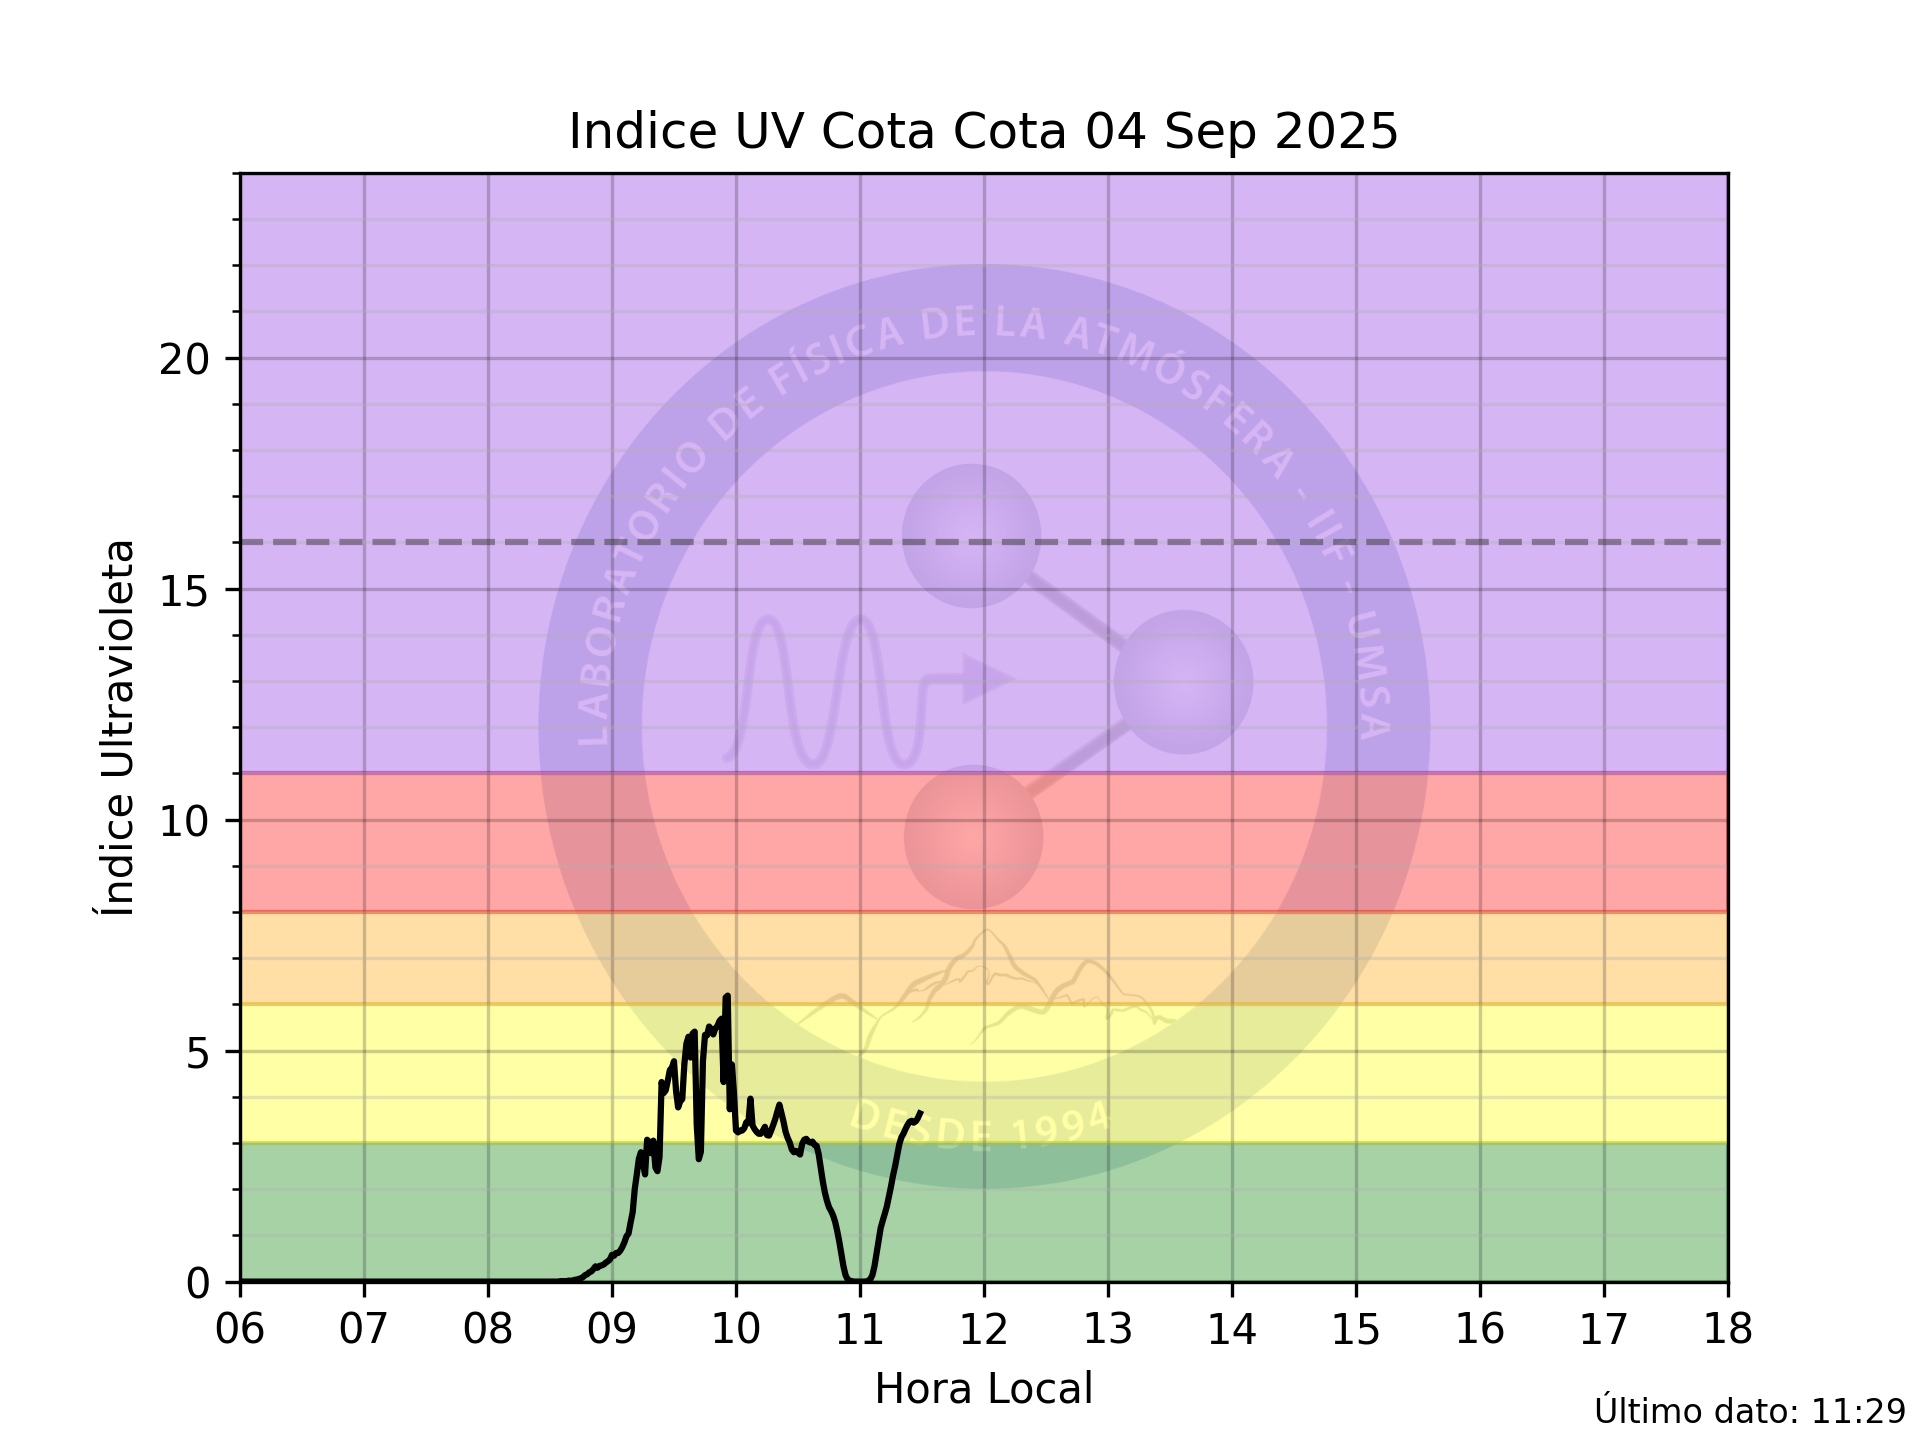 Indice UV Cota Cota 04 Sep 2025
LABORATORIO DE FÍSICA DE LA ATMÓSFERA - IIF - UMSA
20
15
10
5
0
Índice Ultravioleta
DESDE 1994
06 07 08 09 10 11 12 13 14 15 16 17 18
Hora Local
Último dato: 11:29